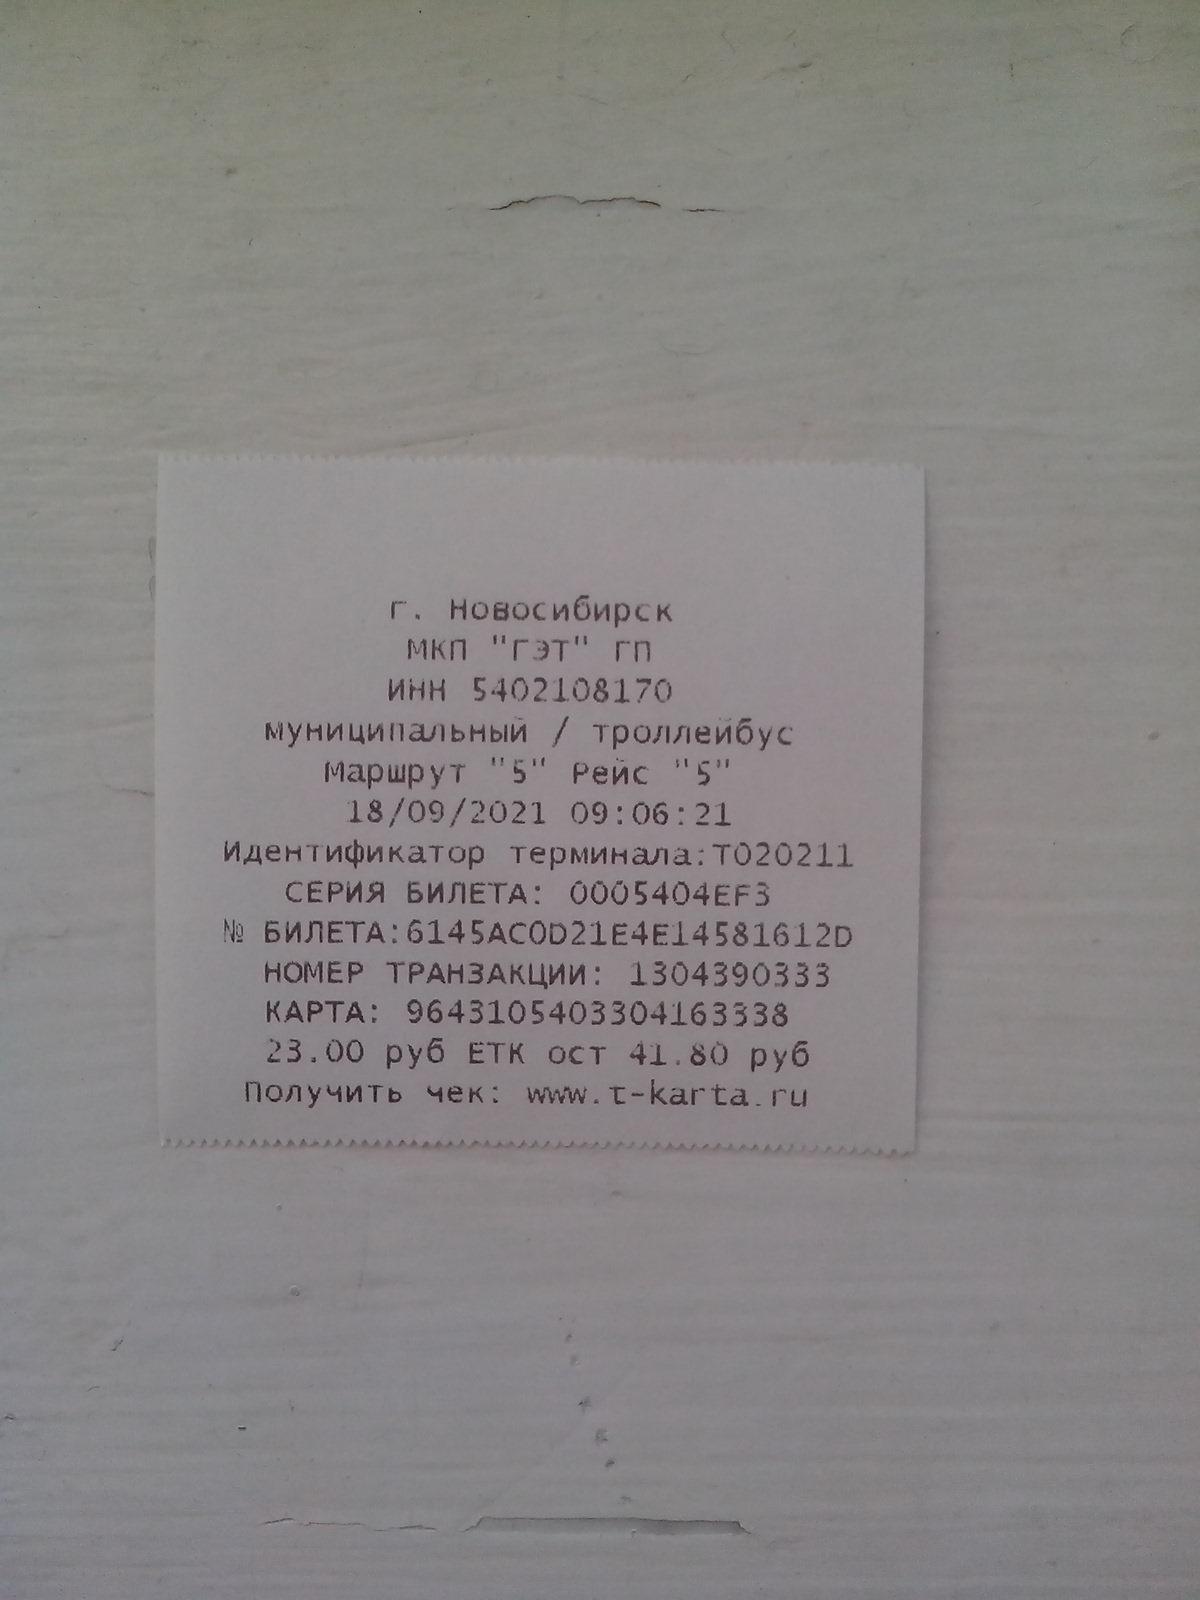 г. Новосибирск
МКП "ГЭТ" ГП
ИНН 5402108170
муниципальный / троллейбус
Маршрут "5" Рейс "5"
18/09/2021 09:06:21
Идентификатор терминала:T020211
СЕРИЯ БИЛЕТА: 0005404EF3
№ БИЛЕТА:6145AC0D21E4E14581612D
НОМЕР ТРАНЗАКЦИИ: 1304390333
КАРТА: 9643105403304163338
23.00 руб ЕТК ост 41.80 руб
Получить чек: www.t-karta.ru